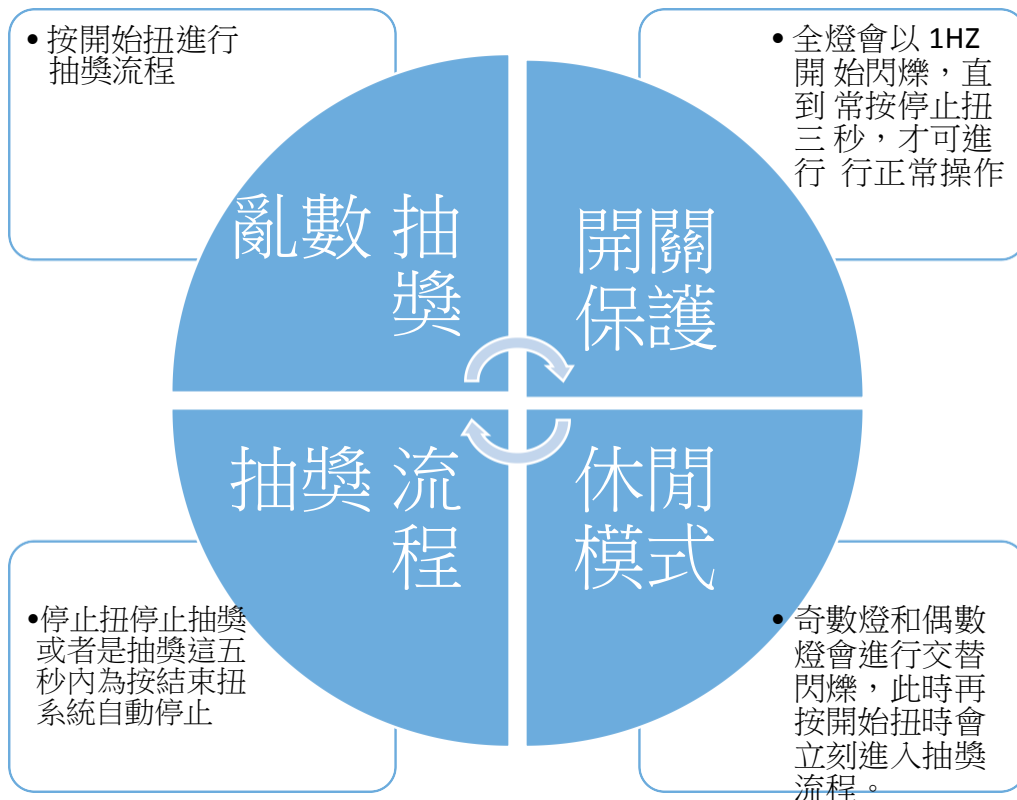 • 按開始扭進行
抽獎流程
• 全燈會以 1HZ
開 始閃爍，直
到 常按停止扭
三 秒，才可進
行 行正常操作
亂數 抽
獎
開關
保護
抽獎 流
程
休閒
模式
•停止扭停止抽獎
或者是抽獎這五
秒內為按結束扭
系統自動停止
• 奇數燈和偶數
燈會進行交替
閃爍，此時再
按開始扭時會
立刻進入抽獎
流程。